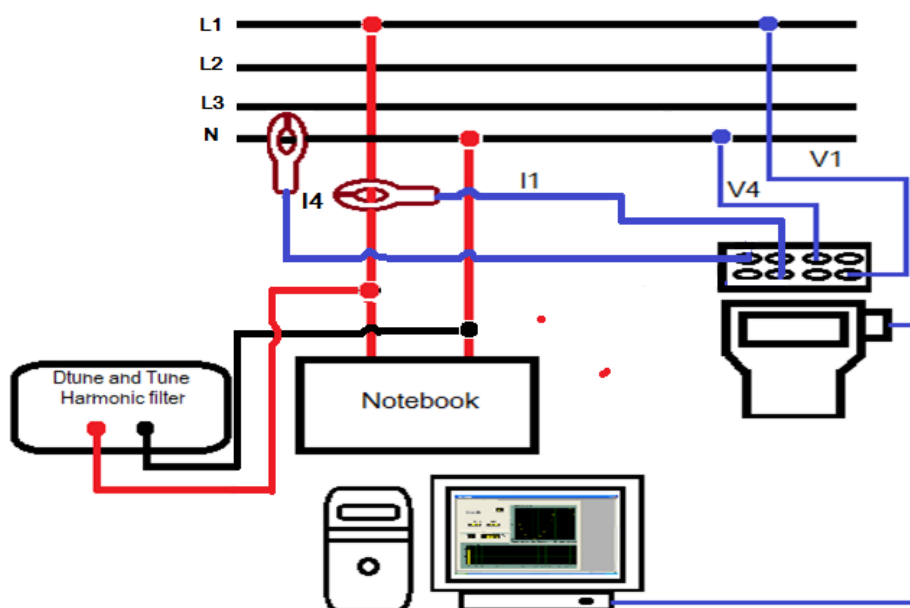 L1
L2
L3
N
V1
I1
V4
I4
Dtune and Tune
Harmonic filter
Notebook